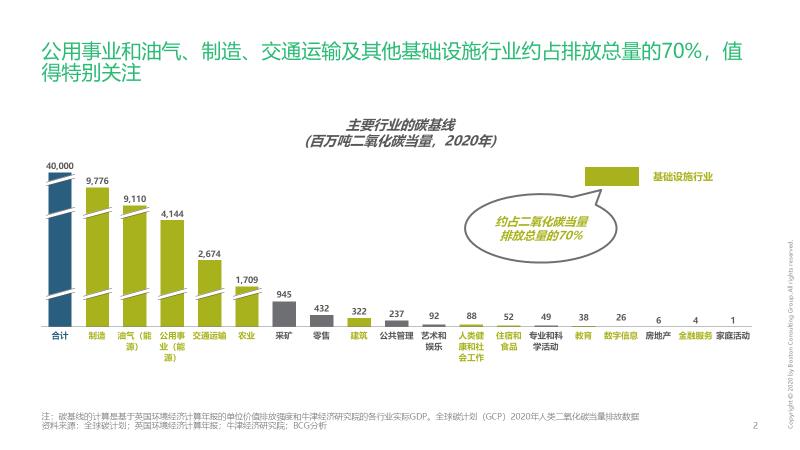 公用事业和油气、制造、交通运输及其他基础设施行业约占排放总量的70%，值
得特别关注
主要行业的碳基线
(百万吨二氧化碳当量，2020年)
基础设施行业
约占二氧化碳当量
排放总量的70%
40,000
9,776
9,110
4,144
2,674
1,709
945
432
322
237
92
88
52
49
38
26
6
4
1
合计
制造
油气（能
源）
公用事
业（能
源）
交通运输
农业
采矿
零售
建筑
公共管理
艺术和
娱乐
人类健
康和社
会工作
住宿和
食品
专业和科
学活动
教育
数字信息
房地产
金融服务
家庭活动
注：碳基线的计算是基于英国环境经济计算年报的单位价值排放强度和牛津经济研究院的各行业实际GDP。全球碳计划（GCP）2020年人类二氧化碳当量排放数据
资料来源：全球碳计划；英国环境经济计算年报；牛津经济研究院；BCG分析
2
Copyright © 2020 by Boston Consulting Group. All rights reserved.